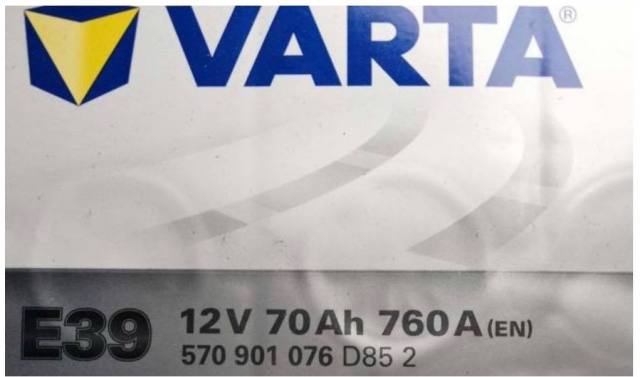 VARTA®
E39 12V 70Ah 760A (EN)
570 901 076 D85 2